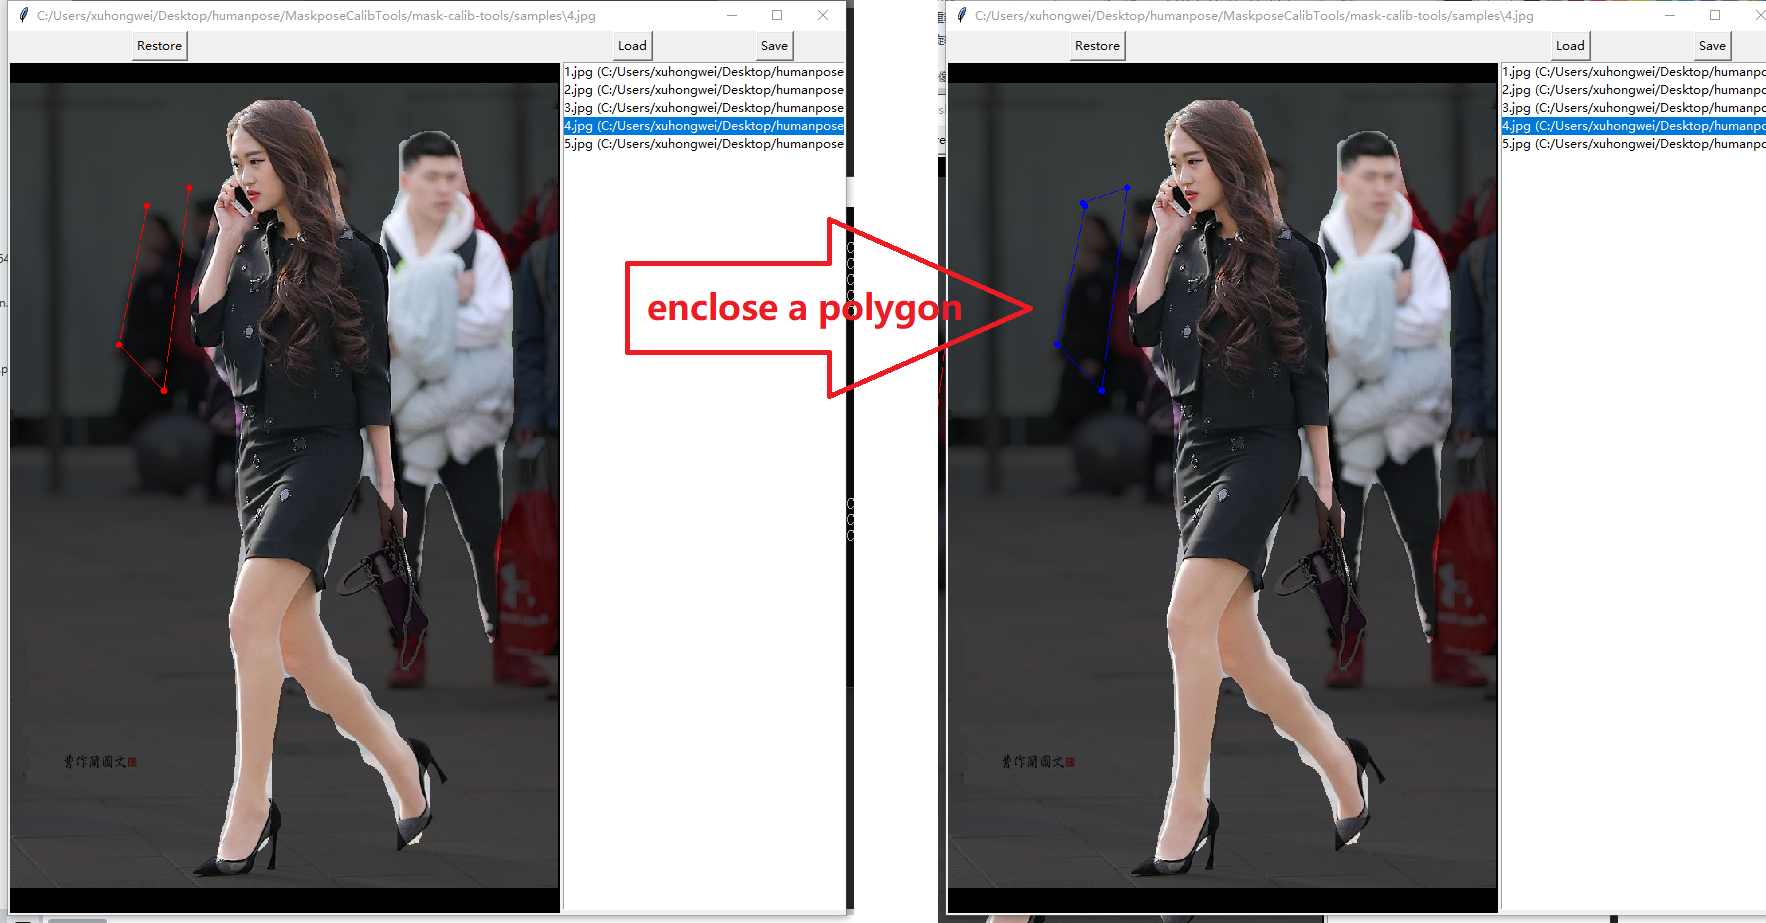 C:/Users/xuhongwei/Desktop/humanpose/MaskposeCalibTools/mask-calib-tools/samples\4.jpg
Restore
Load
Save
1.jpg (C:/Users/xuhongwei/Desktop/humanpose
2.jpg (C:/Users/xuhongwei/Desktop/humanpose
3.jpg (C:/Users/xuhongwei/Desktop/humanpose
4.jpg (C:/Users/xuhongwei/Desktop/humanpose
5.jpg (C:/Users/xuhongwei/Desktop/humanpose
enclose a polygon
C:/Users/xuhongwei/Desktop/humanpose/MaskposeCalibTools/mask-calib-tools/samples\4.jpg
Restore
Load
Save
1.jpg (C:/Users/xuhongwei/Desktop/humanpo
2.jpg (C:/Users/xuhongwei/Desktop/humanpo
3.jpg (C:/Users/xuhongwei/Desktop/humanpo
4.jpg (C:/Users/xuhongwei/Desktop/humanpo
5.jpg (C:/Users/xuhongwei/Desktop/humanpo